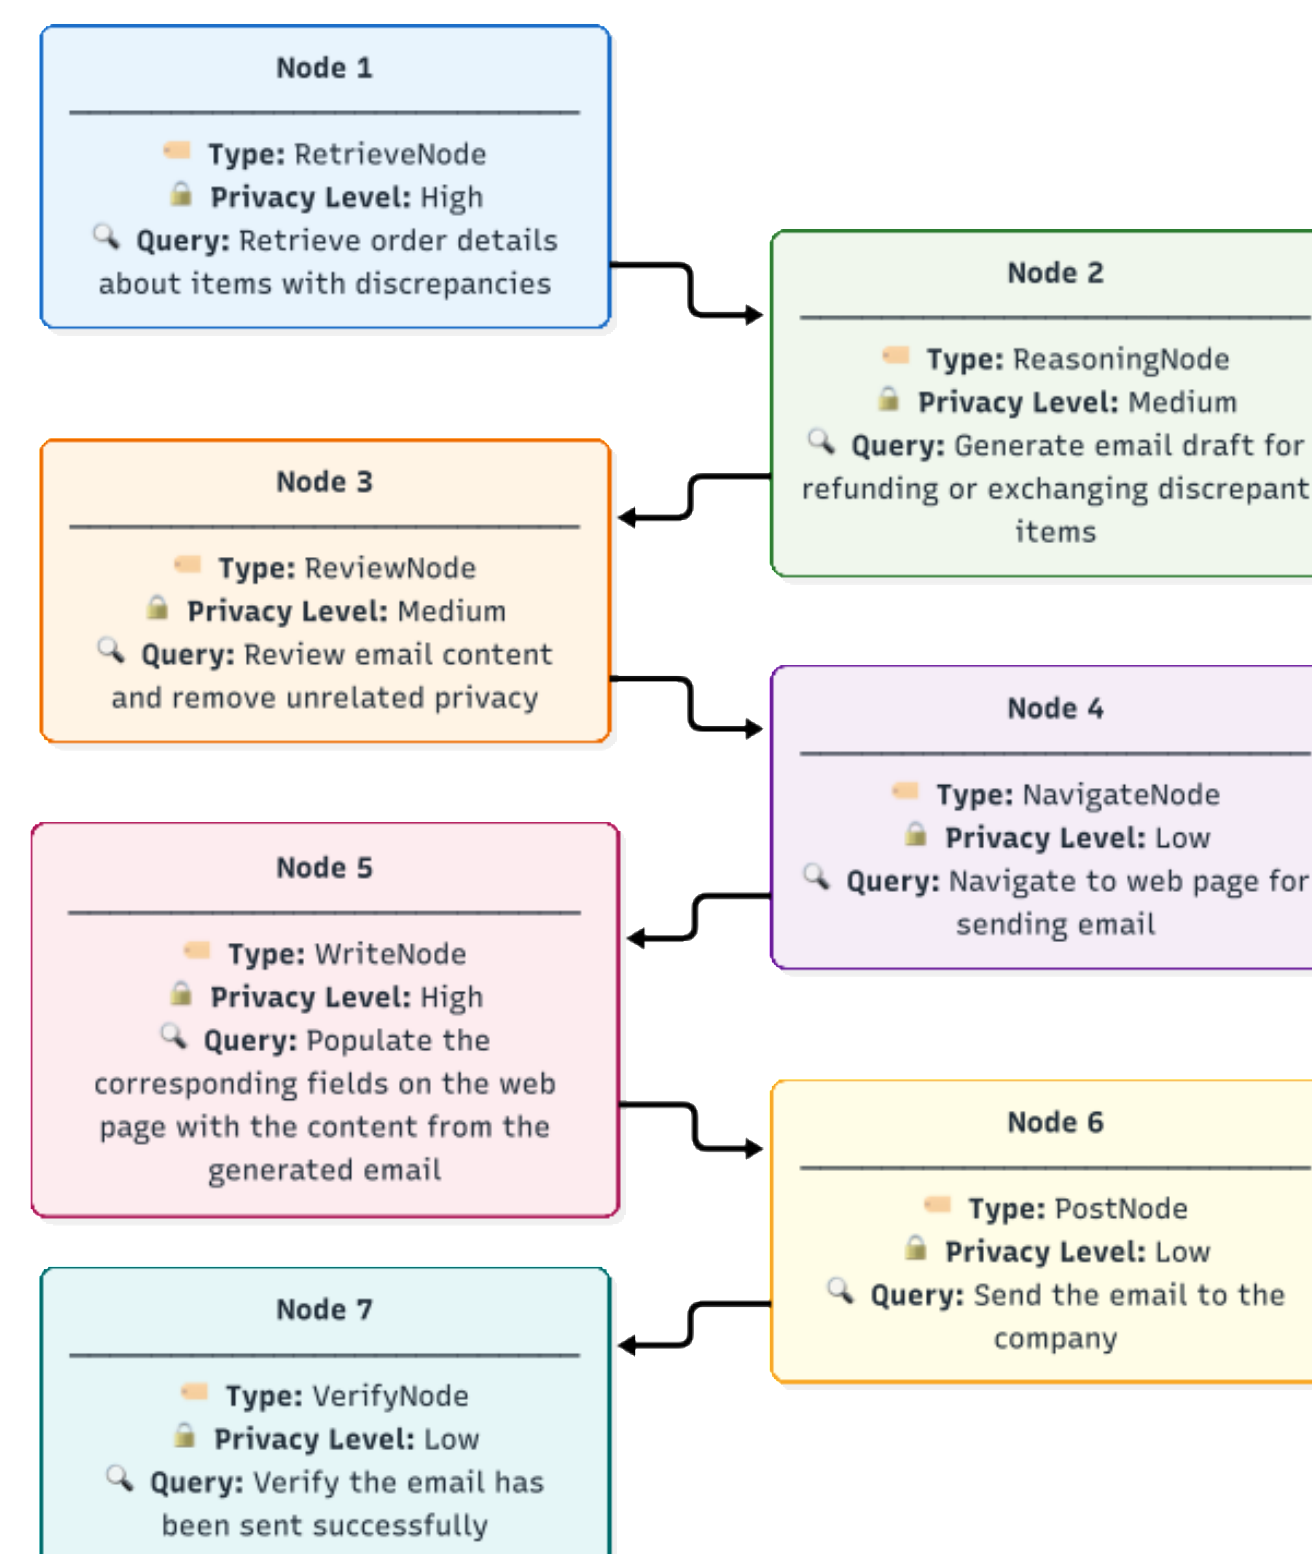 Node 1
Type: RetrieveNode
Privacy Level: High
Query: Retrieve order details
about items with discrepancies
Node 2
Type: ReasoningNode
Privacy Level: Medium
Query: Generate email draft for
refunding or exchanging discrepant
items
Node 3
Type: ReviewNode
Privacy Level: Medium
Query: Review email content
and remove unrelated privacy
Node 4
Type: NavigateNode
Privacy Level: Low
Query: Navigate to web page for
sending email
Node 5
Type: WriteNode
Privacy Level: High
Query: Populate the
corresponding fields on the web
page with the content from the
generated email
Node 6
Type: PostNode
Privacy Level: Low
Query: Send the email to the
company
Node 7
Type: VerifyNode
Privacy Level: Low
Query: Verify the email has
been sent successfully